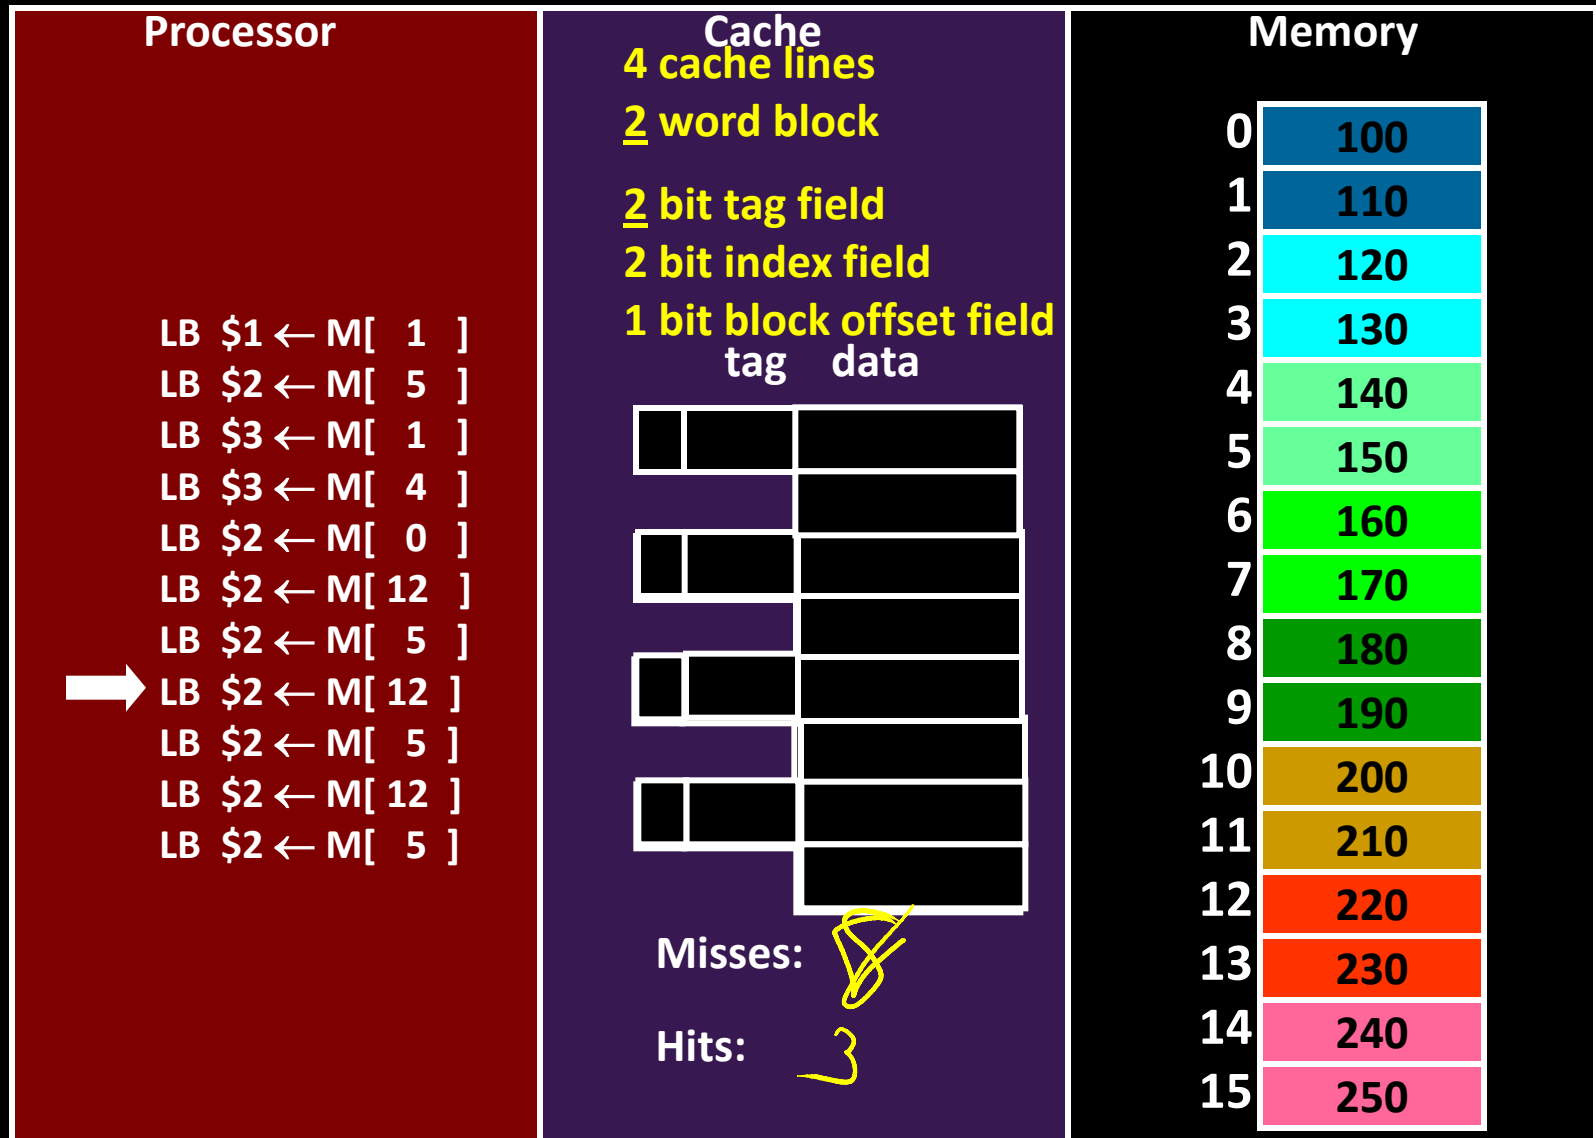 Processor
LB $1 ← M[ 1 ]
LB $2 ← M[ 5 ]
LB $3 ← M[ 1 ]
LB $3 ← M[ 4 ]
LB $2 ← M[ 0 ]
LB $2 ← M[ 12 ]
LB $2 ← M[ 5 ]
LB $2 ← M[ 12 ]
LB $2 ← M[ 5 ]
LB $2 ← M[ 12 ]
LB $2 ← M[ 5 ]
Cache
4 cache lines
2 word block
2 bit tag field
2 bit index field
1 bit block offset field
tag data
Misses: 8
Hits: 3
Memory
0 100
1 110
2 120
3 130
4 140
5 150
6 160
7 170
8 180
9 190
10 200
11 210
12 220
13 230
14 240
15 250